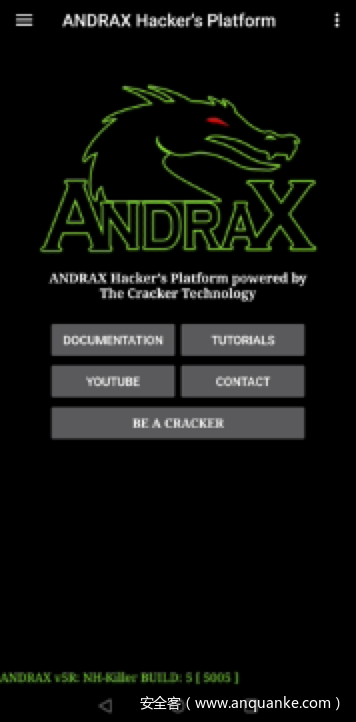 ANDRAX Hacker's Platform
ANDRAX
ANDRAX Hacker's Platform powered by
The Cracker Technology
DOCUMENTATION TUTORIALS
YOUTUBE CONTACT
BE A CRACKER
ANDRAX v5R: NH-Killer BUILD: 5 [ 5005 ]
安全客（www.anquanke.com）